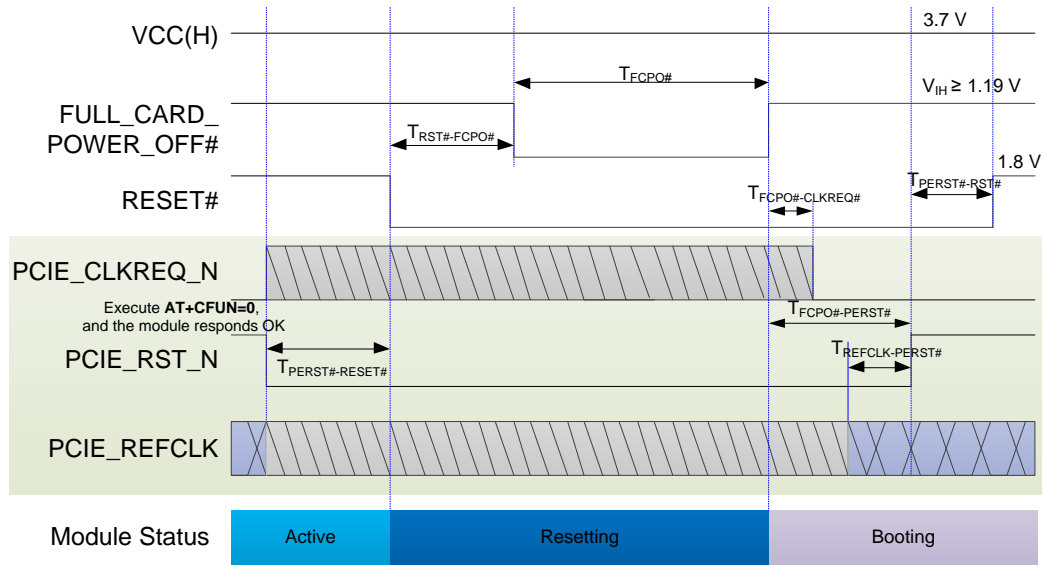 VCC(H)
3.7 V
TFCPO#
VIH ≥ 1.19 V
FULL_CARD_
POWER_OFF#
TRST#-FCPO#
1.8 V
RESET#
TPERST#-RST#
TFCPO#-CLKREQ#
PCIE_CLKREQ_N
Execute AT+CFUN=0,
and the module responds OK
TFCPO#-PERST#
PCIE_RST_N
TPERST#-RESET#
TREFCLK-PERST#
PCIE_REFCLK
Module Status
Active
Resetting
Booting